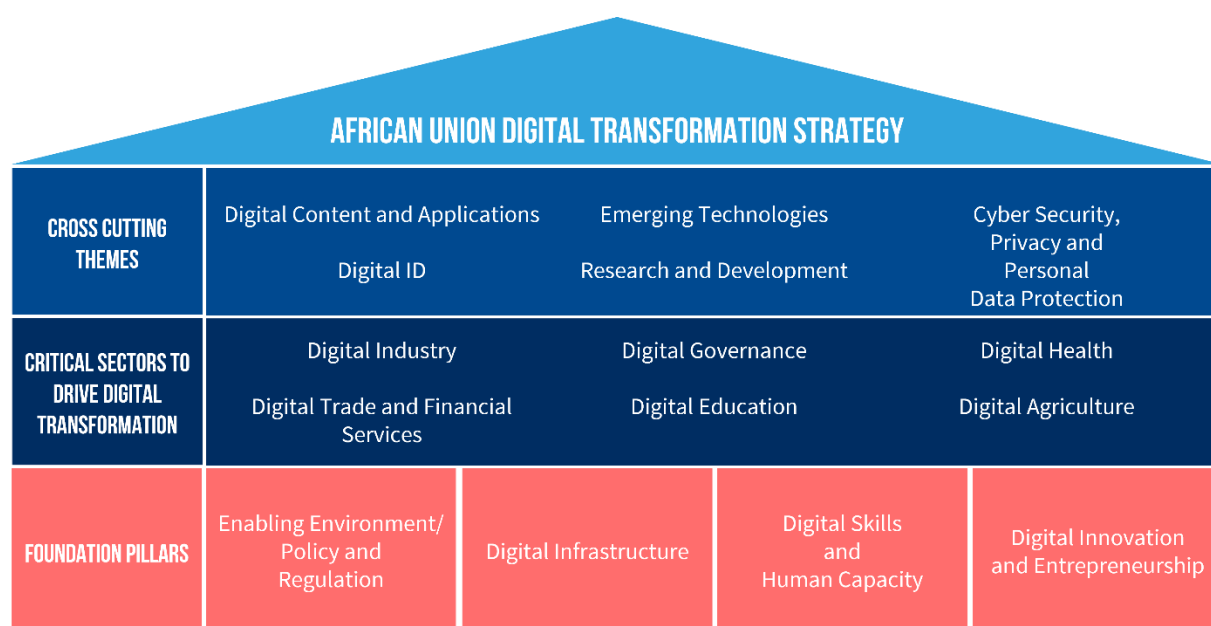 AFRICAN UNION DIGITAL TRANSFORMATION STRATEGY
CROSS CUTTING
THEMES
Digital Content and Applications
Digital ID
Emerging Technologies
Research and Development
Cyber Security,
Privacy and
Personal
Data Protection
CRITICAL SECTORS TO
DRIVE DIGITAL
TRANSFORMATION
Digital Industry
Digital Trade and Financial
Services
Digital Governance
Digital Education
Digital Health
Digital Agriculture
FOUNDATION PILLARS
Enabling Environment/
Policy and
Regulation
Digital Infrastructure
Digital Skills
and
Human Capacity
Digital Innovation
and Entrepreneurship